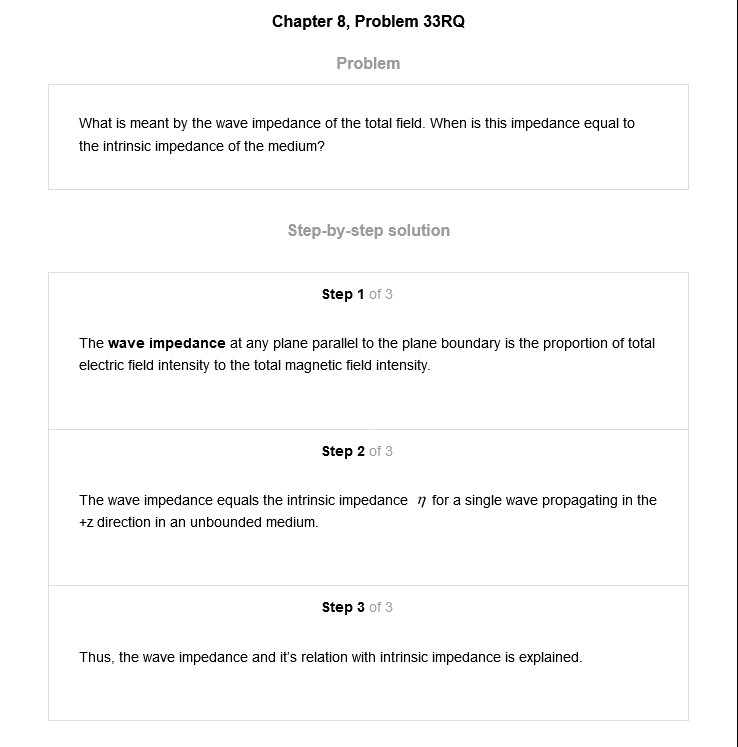 Chapter 8, Problem 33RQ
Problem
What is meant by the wave impedance of the total field. When is this impedance equal to
the intrinsic impedance of the medium?
Step-by-step solution
Step 1 of 3
The wave impedance at any plane parallel to the plane boundary is the proportion of total
electric field intensity to the total magnetic field intensity.
Step 2 of 3
The wave impedance equals the intrinsic impedance η for a single wave propagating in the
+z direction in an unbounded medium.
Step 3 of 3
Thus, the wave impedance and it's relation with intrinsic impedance is explained.